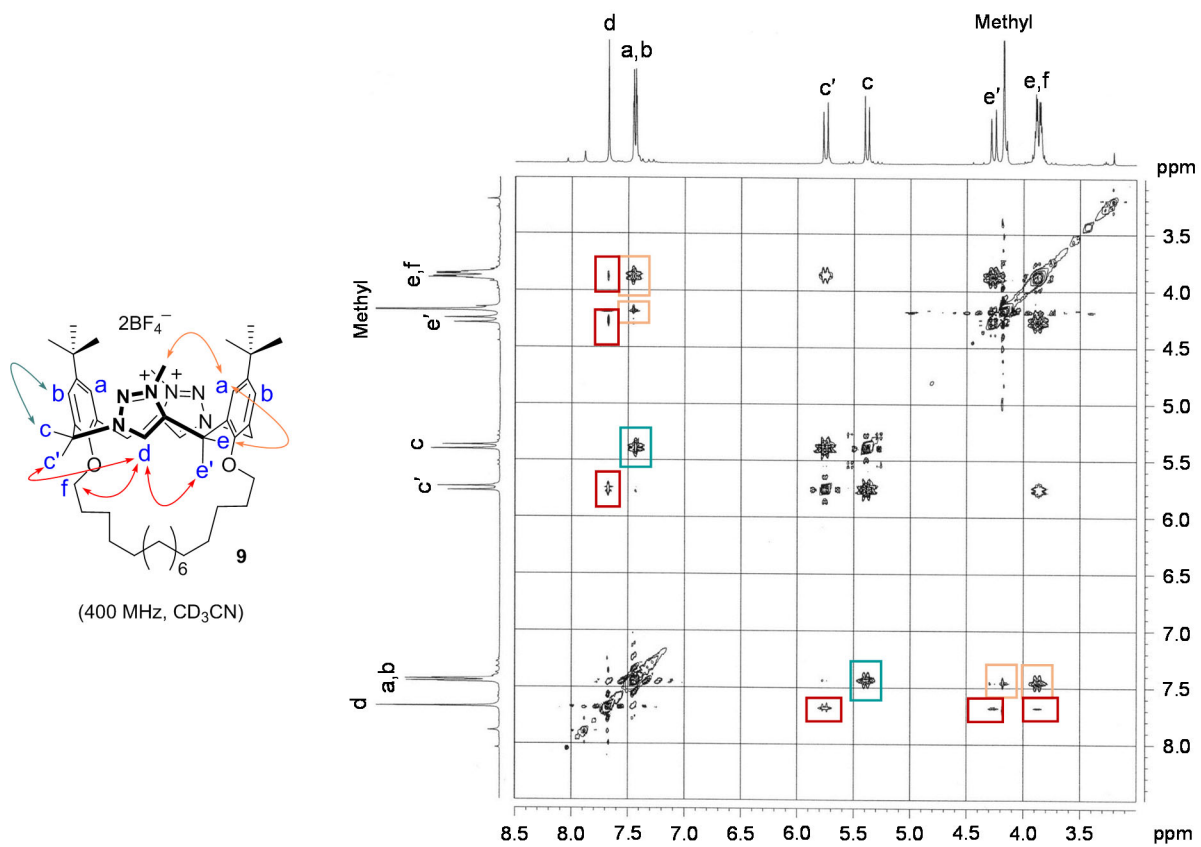 d
a,b
c'
c
Methyl
e'
e,f
ppm
3.5
4.0
4.5
5.0
5.5
6.0
7.0
7.5
8.0
8.5
8.0
7.5
7.0
6.5
6.0
5.5
5.0
4.5
4.0
3.5
ppm
e,f
Methyl
e'
c
c'
a,b
d
2BF₄⁻
+ +
b a N=N N N=N a b
N N
c
c' d e
O e' O
f
( )₆
9
(400 MHz, CD₃CN)